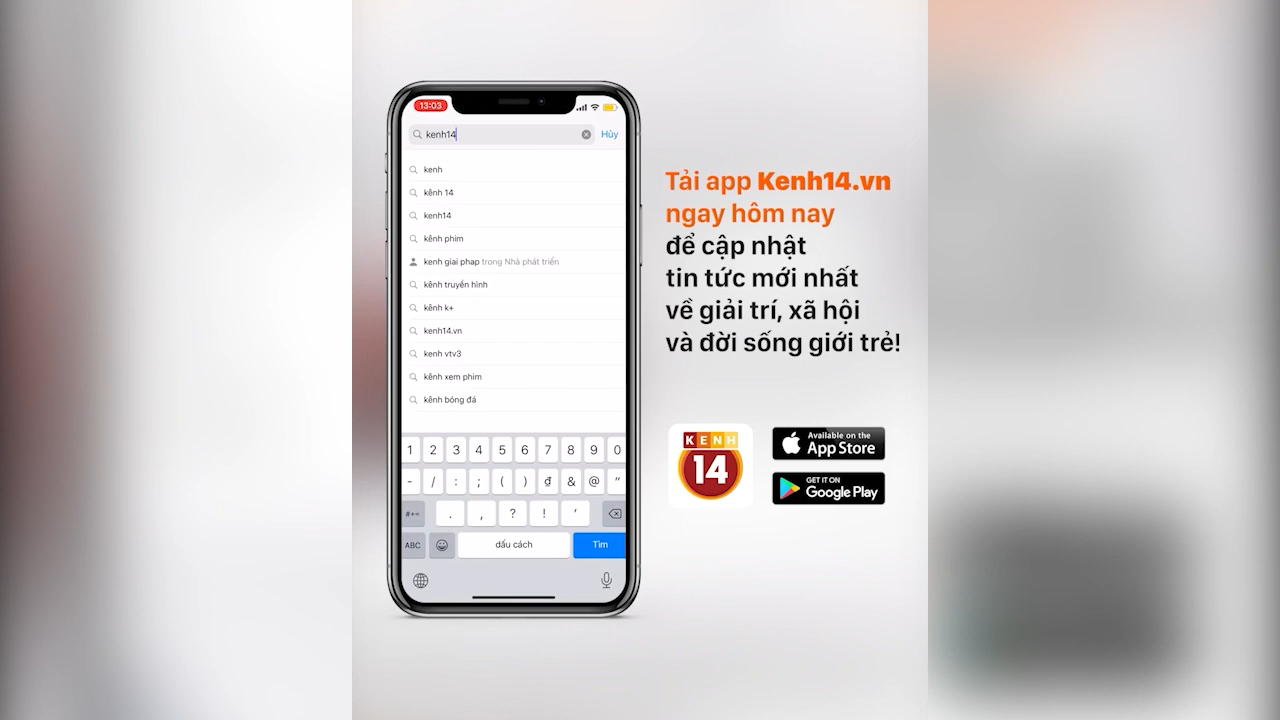 13:03
kenh14
Hủy
kenh
kênh 14
kenh14
kênh phim
kenh giai phap trong Nhà phát triển
kênh truyền hình
kênh k+
kenh14.vn
kenh vtv3
kênh xem phim
kênh bóng đá
1 2 3 4 5 6 7 8 9 0
- / : ; ( ) ₫ & @ "
#+= . , ? ! '
ABC dấu cách Tìm
Tải app Kenh14.vn
ngay hôm nay
để cập nhật
tin tức mới nhất
về giải trí, xã hội
và đời sống giới trẻ!
KENH
14
Available on the
App Store
GET IT ON
Google Play